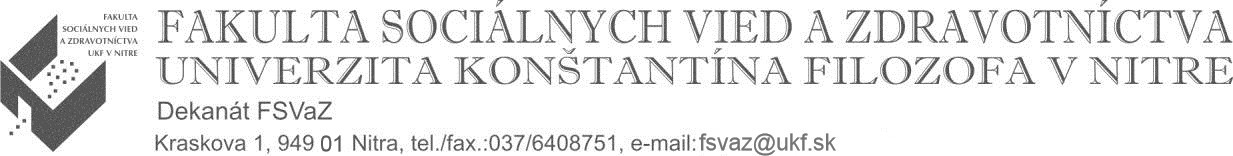 FAKULTA
SOCIÁLNYCH VIED
A ZDRAVOTNÍCTVA
UKF V NITRE
FAKULTA SOCIÁLNYCH VIED A ZDRAVOTNÍCTVA
UNIVERZITA KONŠTANTÍNA FILOZOFA V NITRE
Dekanát FSVaZ
Kraskova 1, 949 01 Nitra, tel./fax.:037/6408751, e-mail:fsvaz@ukf.sk